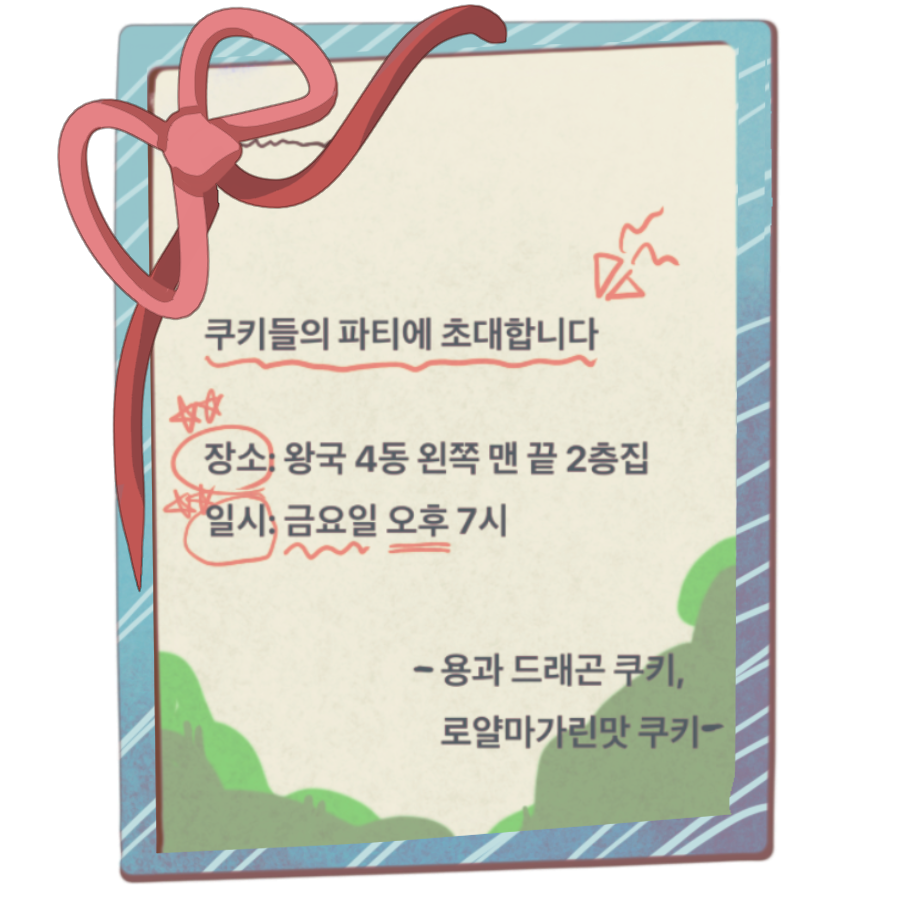 쿠키들의 파티에 초대합니다
장소: 왕국 4동 왼쪽 맨 끝 2층집
일시: 금요일 오후 7시
- 용과 드래곤 쿠키,
로얄마가린맛 쿠키-